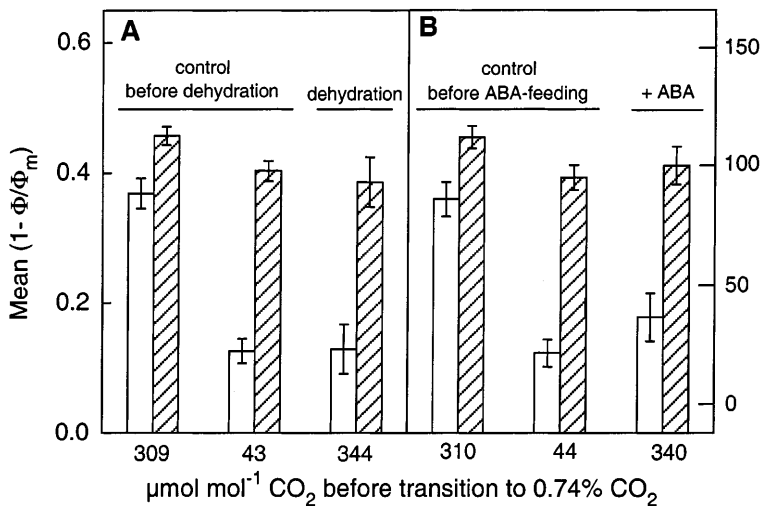 A
B
0.6
0.4
0.2
0.0
Mean (1- Φ/Φm)
control
before dehydration
dehydration
control
before ABA-feeding
+ ABA
150
100
50
0
309 43 344 310 44 340
µmol mol-1 CO2 before transition to 0.74% CO2